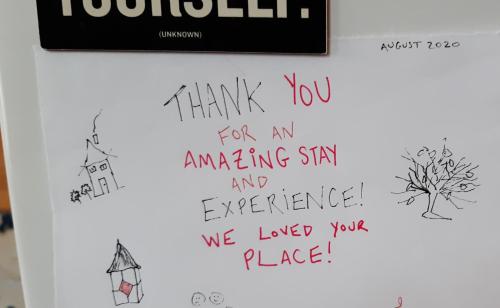 YOURSELF.
(UNKNOWN)
AUGUST 2020
THANK YOU
FOR AN
AMAZING STAY
AND
EXPERIENCE!
WE LOVED YOUR
PLACE!